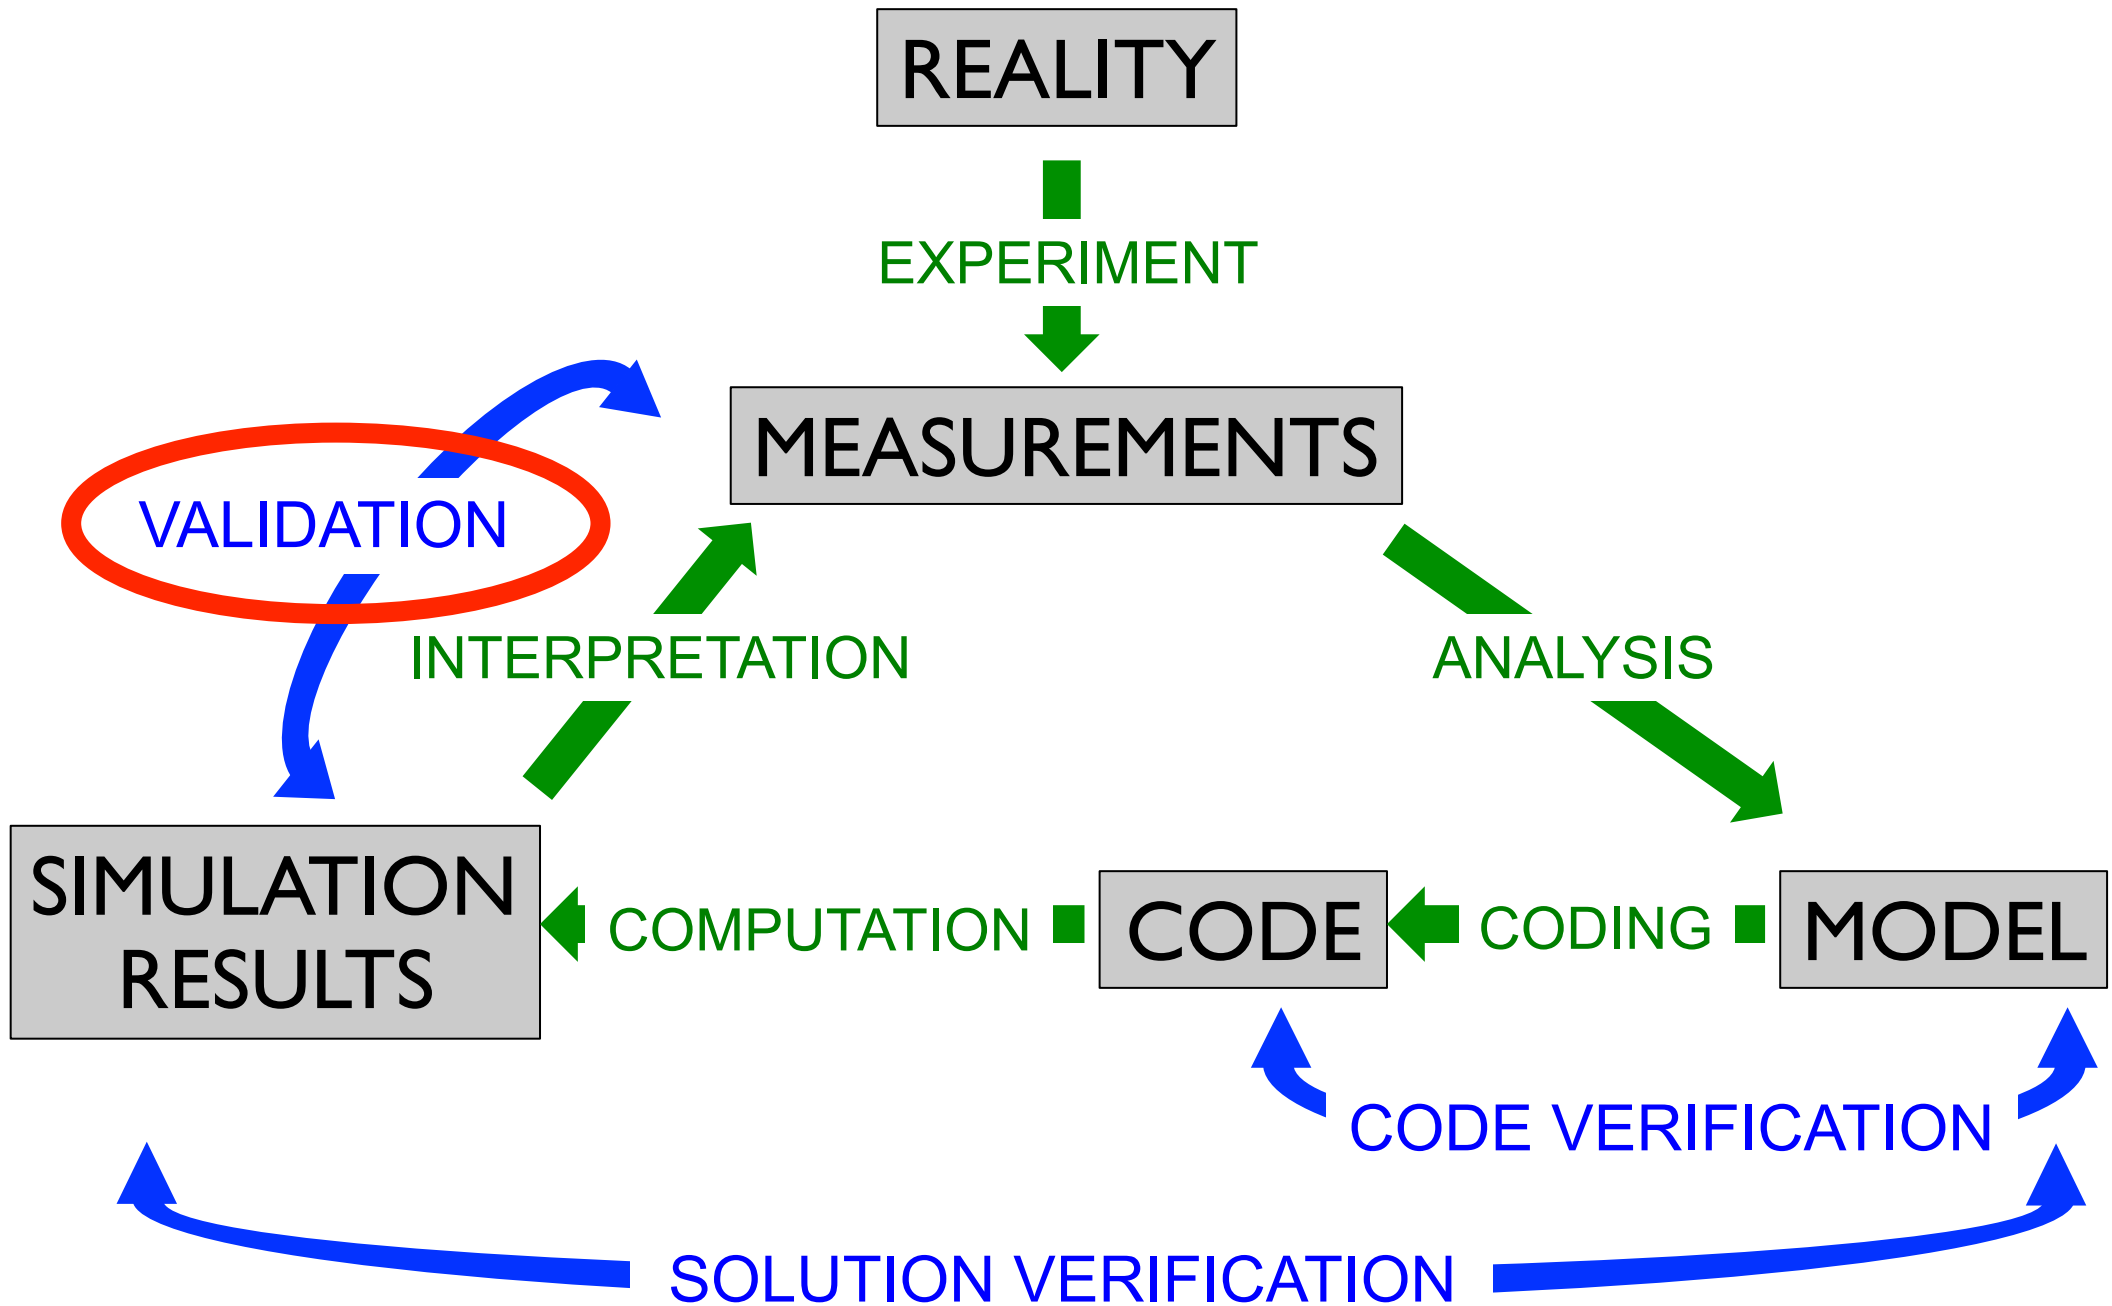 REALITY
EXPERIMENT
MEASUREMENTS
VALIDATION
INTERPRETATION
ANALYSIS
SIMULATION
RESULTS
COMPUTATION
CODE
CODING
MODEL
CODE VERIFICATION
SOLUTION VERIFICATION